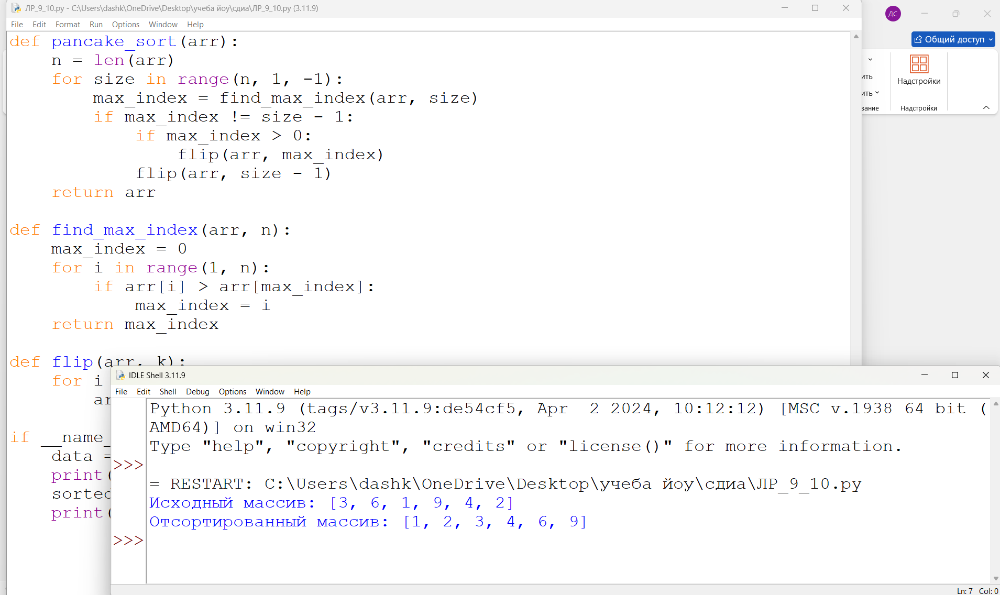 ЛР_9_10.py - C:\Users\dashk\OneDrive\Desktop\учеба йоу\сдиа\ЛР_9_10.py (3.11.9)
File Edit Format Run Options Window Help
ДС
Общий доступ
ить
ить
вание
Надстройки
Надстройки
def pancake_sort(arr):
    n = len(arr)
    for size in range(n, 1, -1):
        max_index = find_max_index(arr, size)
        if max_index != size - 1:
            if max_index > 0:
                flip(arr, max_index)
            flip(arr, size - 1)
    return arr
def find_max_index(arr, n):
    max_index = 0
    for i in range(1, n):
        if arr[i] > arr[max_index]:
            max_index = i
    return max_index
def flip(arr, k):
    for i
        ar
if __name_
    data =
    print(
    sorted
    print(
IDLE Shell 3.11.9
File Edit Shell Debug Options Window Help
Python 3.11.9 (tags/v3.11.9:de54cf5, Apr  2 2024, 10:12:12) [MSC v.1938 64 bit (
AMD64)] on win32
Type "help", "copyright", "credits" or "license()" for more information.
>>>
= RESTART: C:\Users\dashk\OneDrive\Desktop\учеба йоу\сдиа\ЛР_9_10.py
Исходный массив: [3, 6, 1, 9, 4, 2]
Отсортированный массив: [1, 2, 3, 4, 6, 9]
>>>
Ln: 7 Col: 0